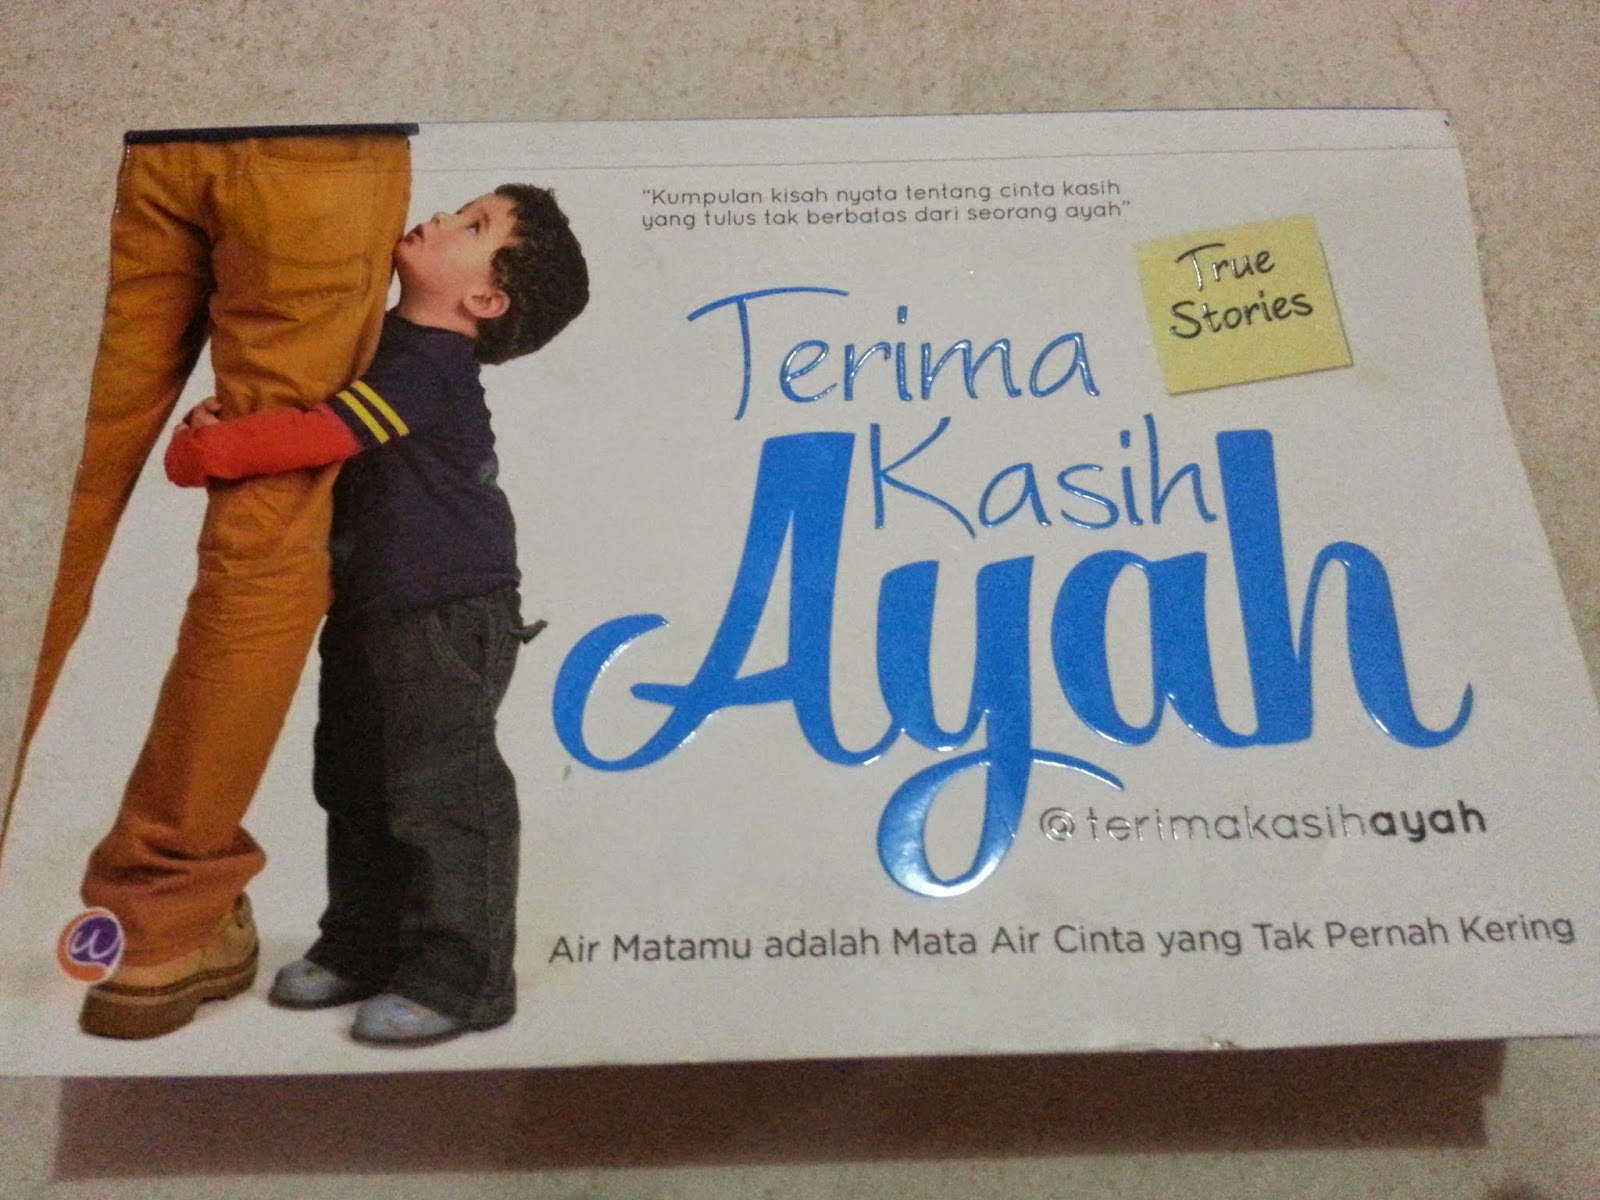 "Kumpulan kisah nyata tentang cinta kasih
yang tulus tak berbatas dari seorang ayah"
True
Stories
Terima
Kasih
Ayah
@terimakasihayah
Air Matamu adalah Mata Air Cinta yang Tak Pernah Kering
w